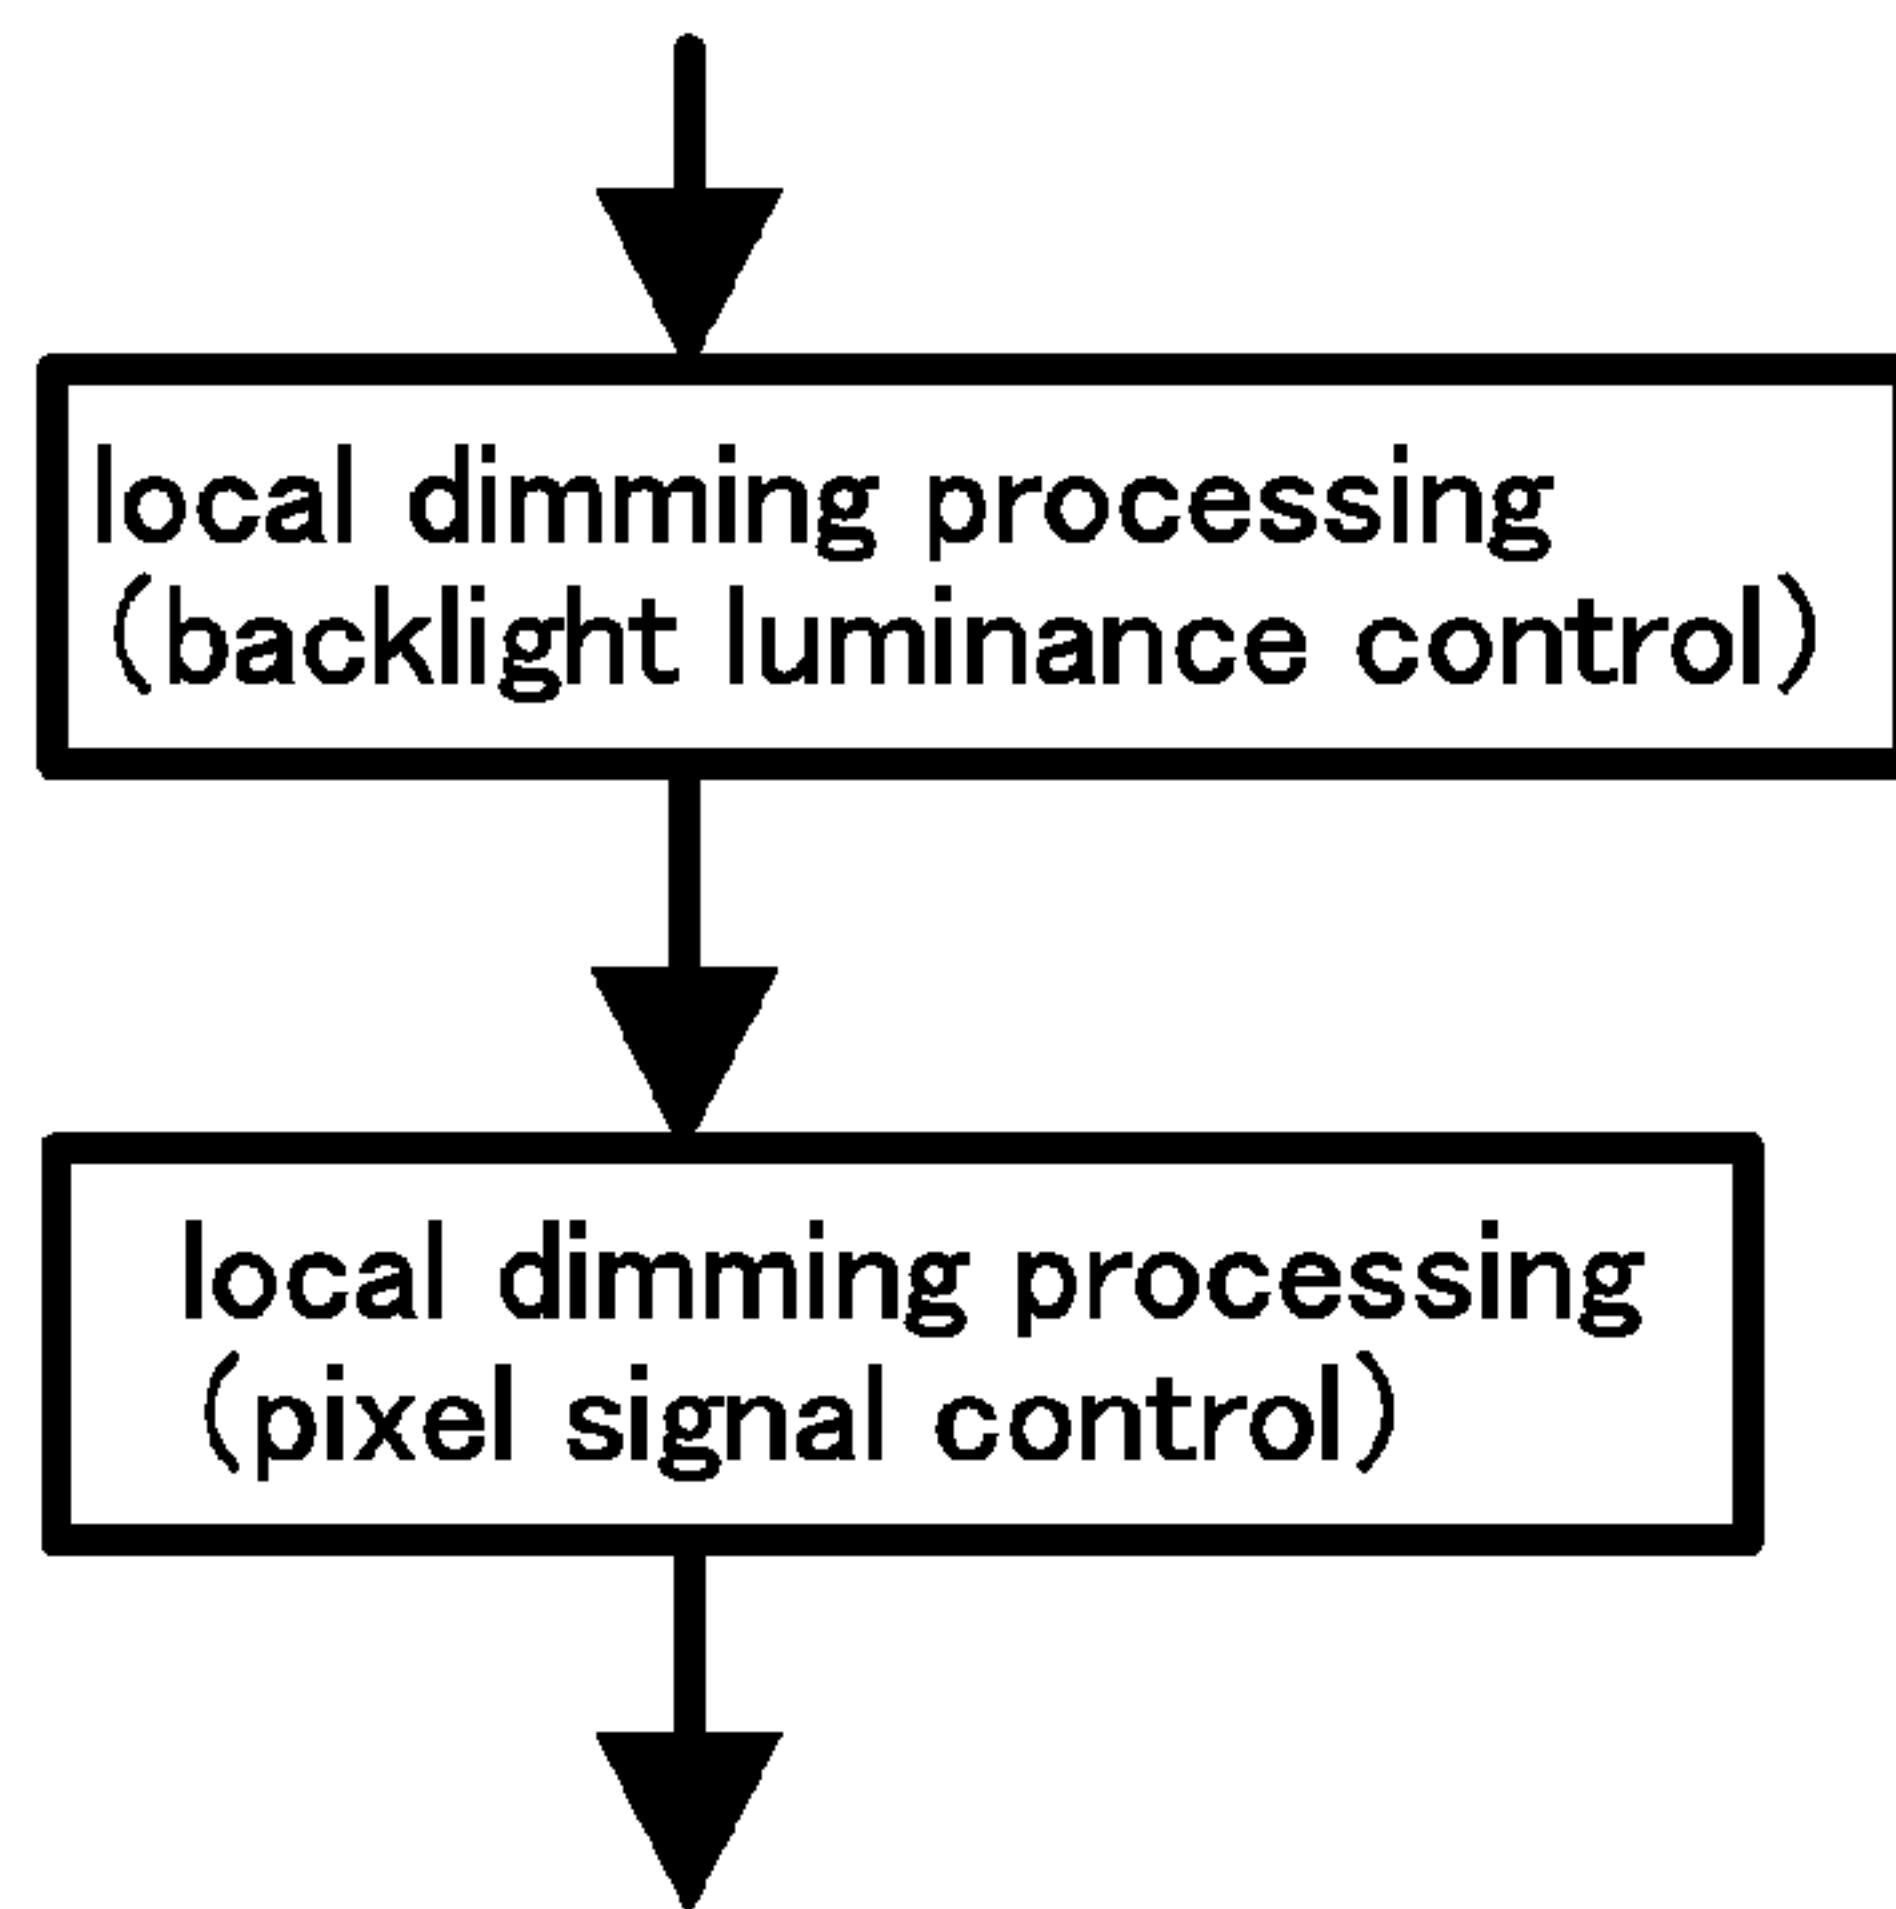 local dimming processing
(backlight luminance control)
local dimming processing
(pixel signal control)